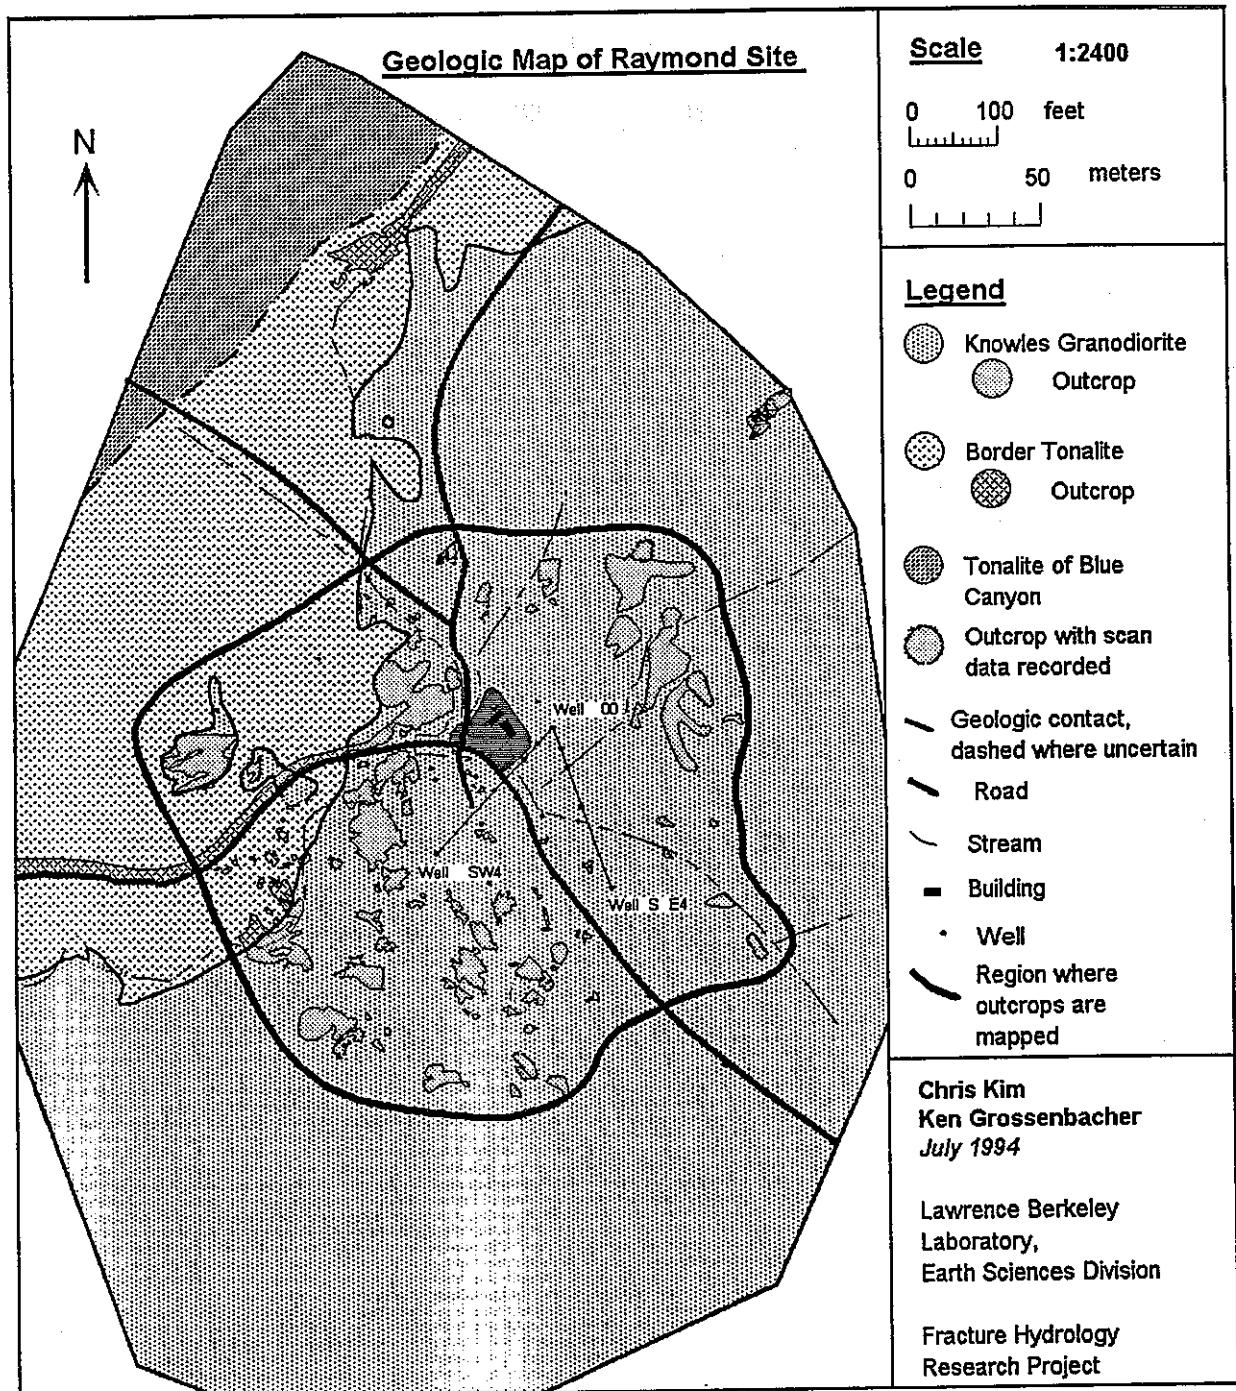 Geologic Map of Raymond Site
N
Well 00
Well SW4
Well S E4
Scale 1:2400
0 100 feet
0 50 meters
Legend
Knowles Granodiorite
Outcrop
Border Tonalite
Outcrop
Tonalite of Blue
Canyon
Outcrop with scan
data recorded
Geologic contact,
dashed where uncertain
Road
Stream
Building
Well
Region where
outcrops are
mapped
Chris Kim
Ken Grossenbacher
July 1994
Lawrence Berkeley
Laboratory,
Earth Sciences Division
Fracture Hydrology
Research Project